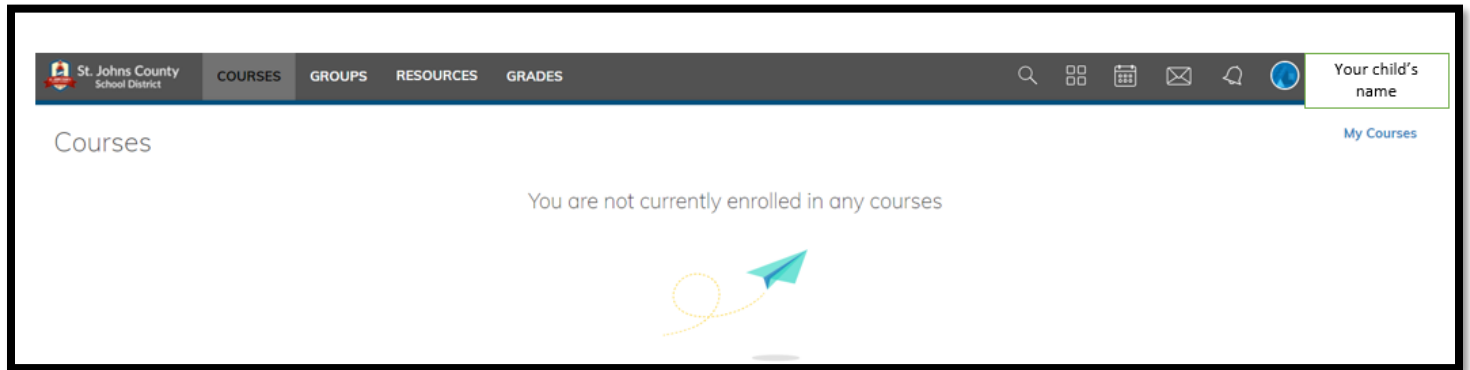 St. Johns County
School District
COURSES
GROUPS
RESOURCES
GRADES
Your child's
name
Courses
My Courses
You are not currently enrolled in any courses